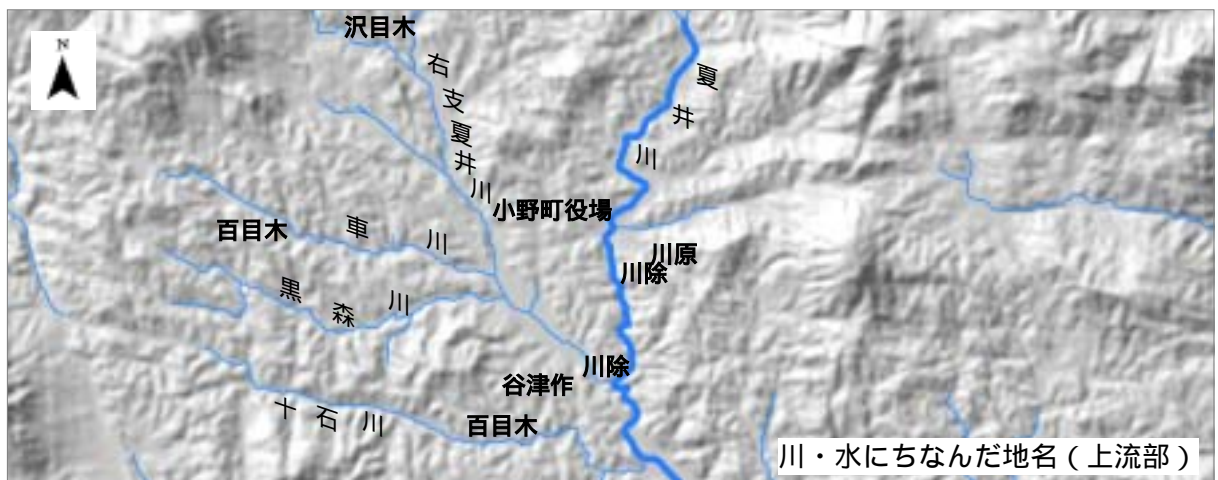 沢目木
N
右支夏井川
夏井川
小野町役場
百目木
車川
川原
川除
黒森川
川除
谷津作
十石川
百目木
川・水にちなんだ地名（上流部）